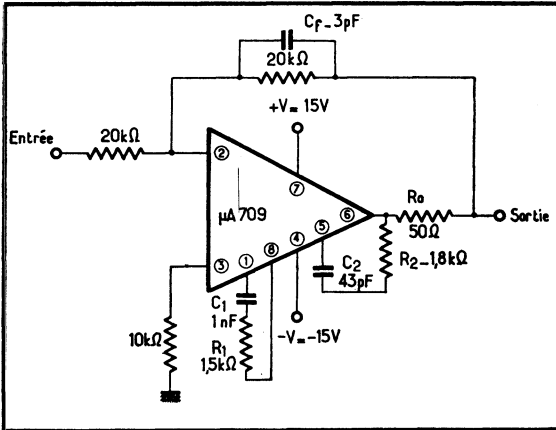 Cƒ_3pF
20kΩ
+V= 15V
Entrée
20kΩ
②
⑦
µA709
Ro
⑥
Sortie
50Ω
⑤
④
⑧
①
③
C2
43pF
R2_1,8kΩ
C1
1nF
-V=-15V
10kΩ
R1
1,5kΩ